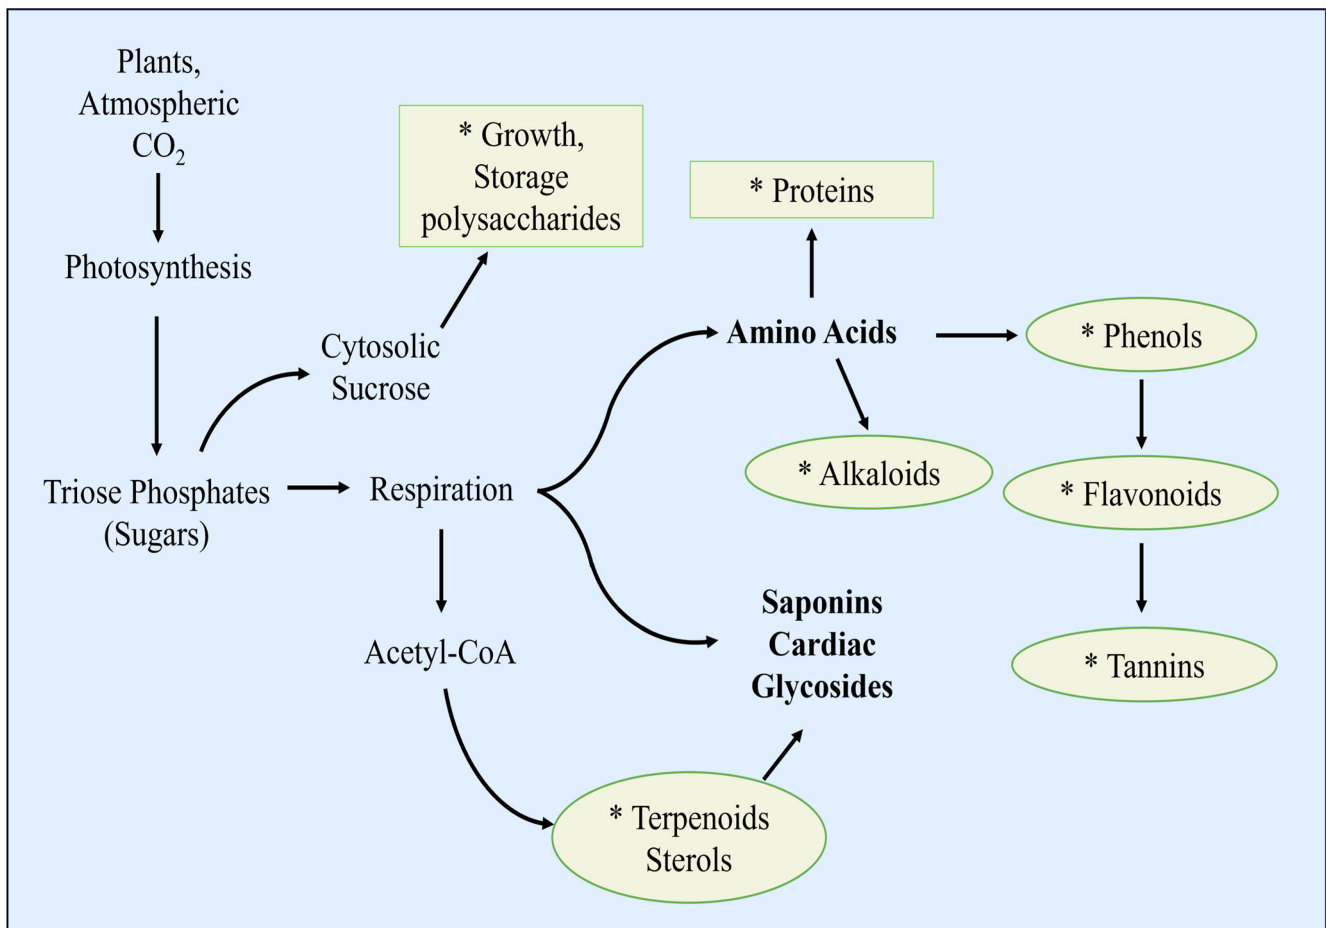 Plants,
Atmospheric
CO₂
Photosynthesis
Triose Phosphates
(Sugars)
Cytosolic
Sucrose
* Growth,
Storage
polysaccharides
Respiration
Acetyl-CoA
* Terpenoids
Sterols
Saponins
Cardiac
Glycosides
Amino Acids
* Proteins
* Alkaloids
* Phenols
* Flavonoids
* Tannins